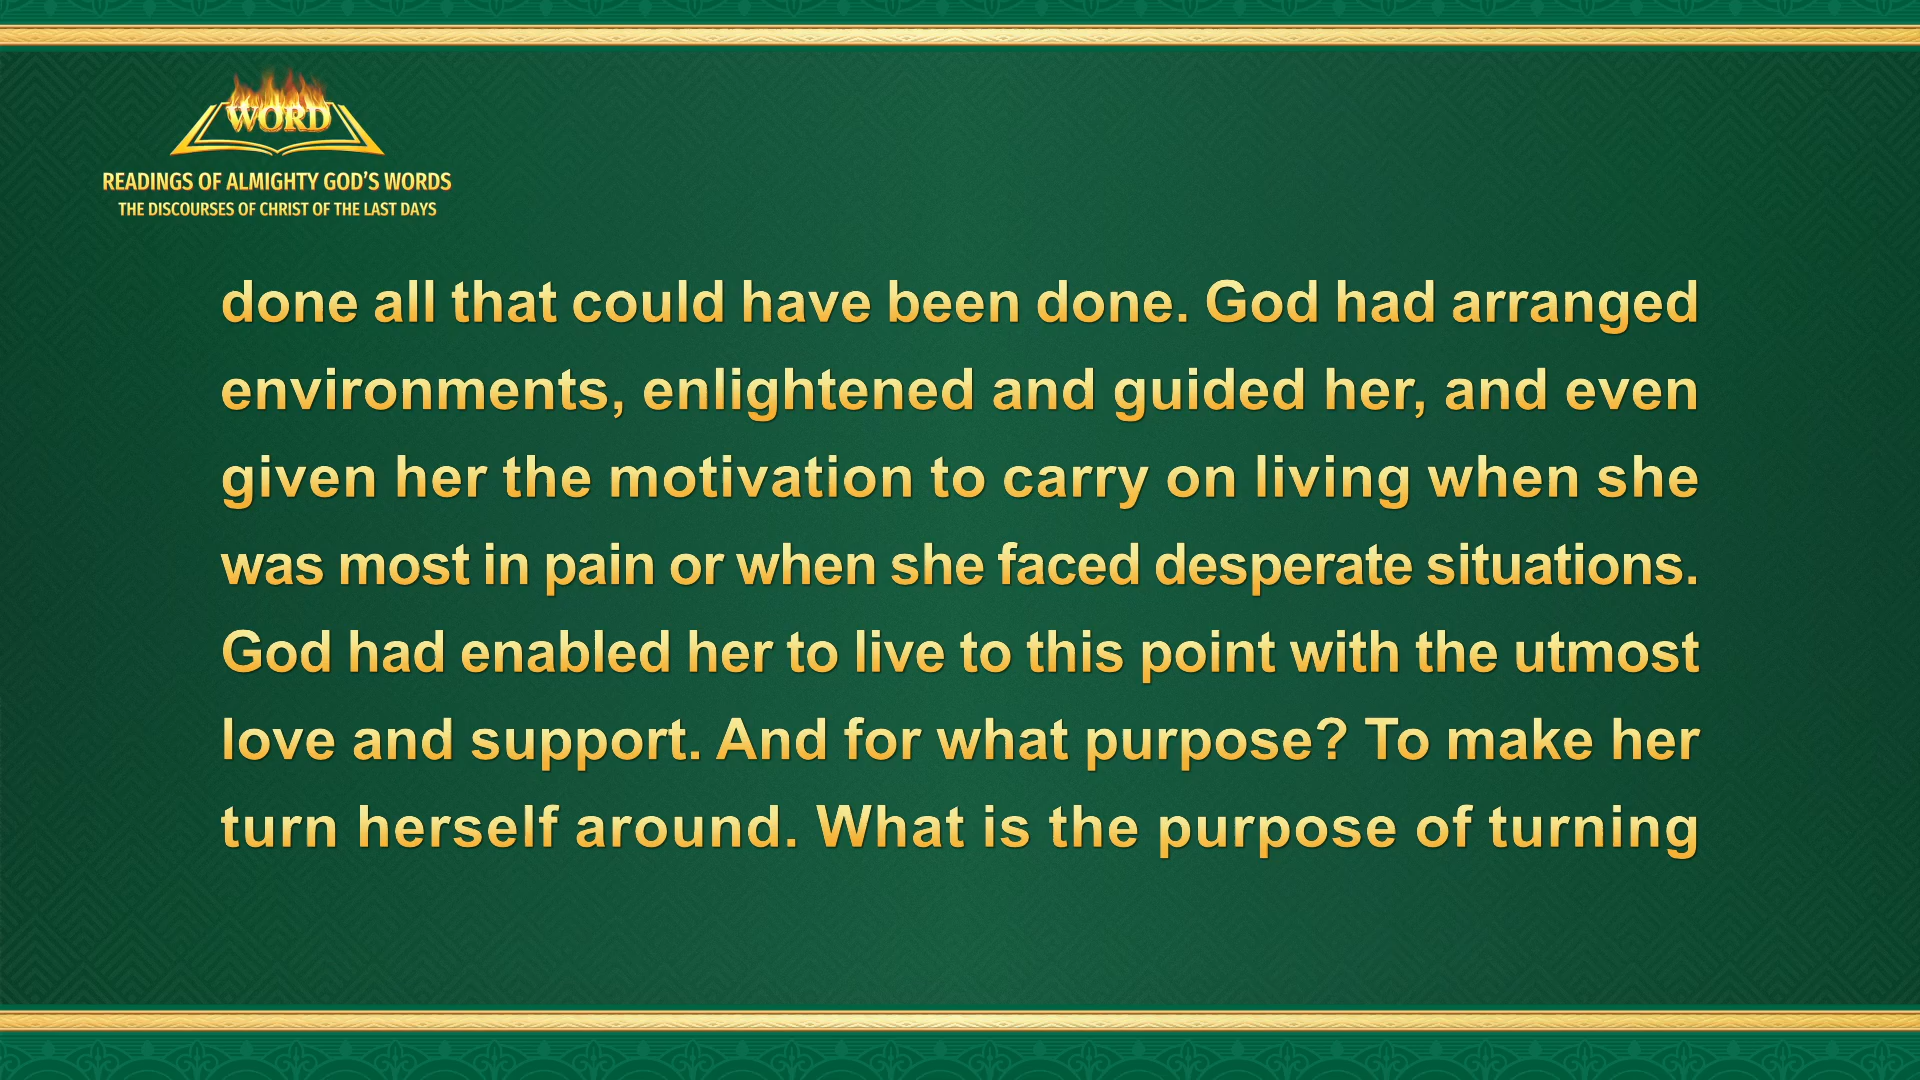 WORD
READINGS OF ALMIGHTY GOD'S WORDS
THE DISCOURSES OF CHRIST OF THE LAST DAYS
done all that could have been done. God had arranged
environments, enlightened and guided her, and even
given her the motivation to carry on living when she
was most in pain or when she faced desperate situations.
God had enabled her to live to this point with the utmost
love and support. And for what purpose? To make her
turn herself around. What is the purpose of turning